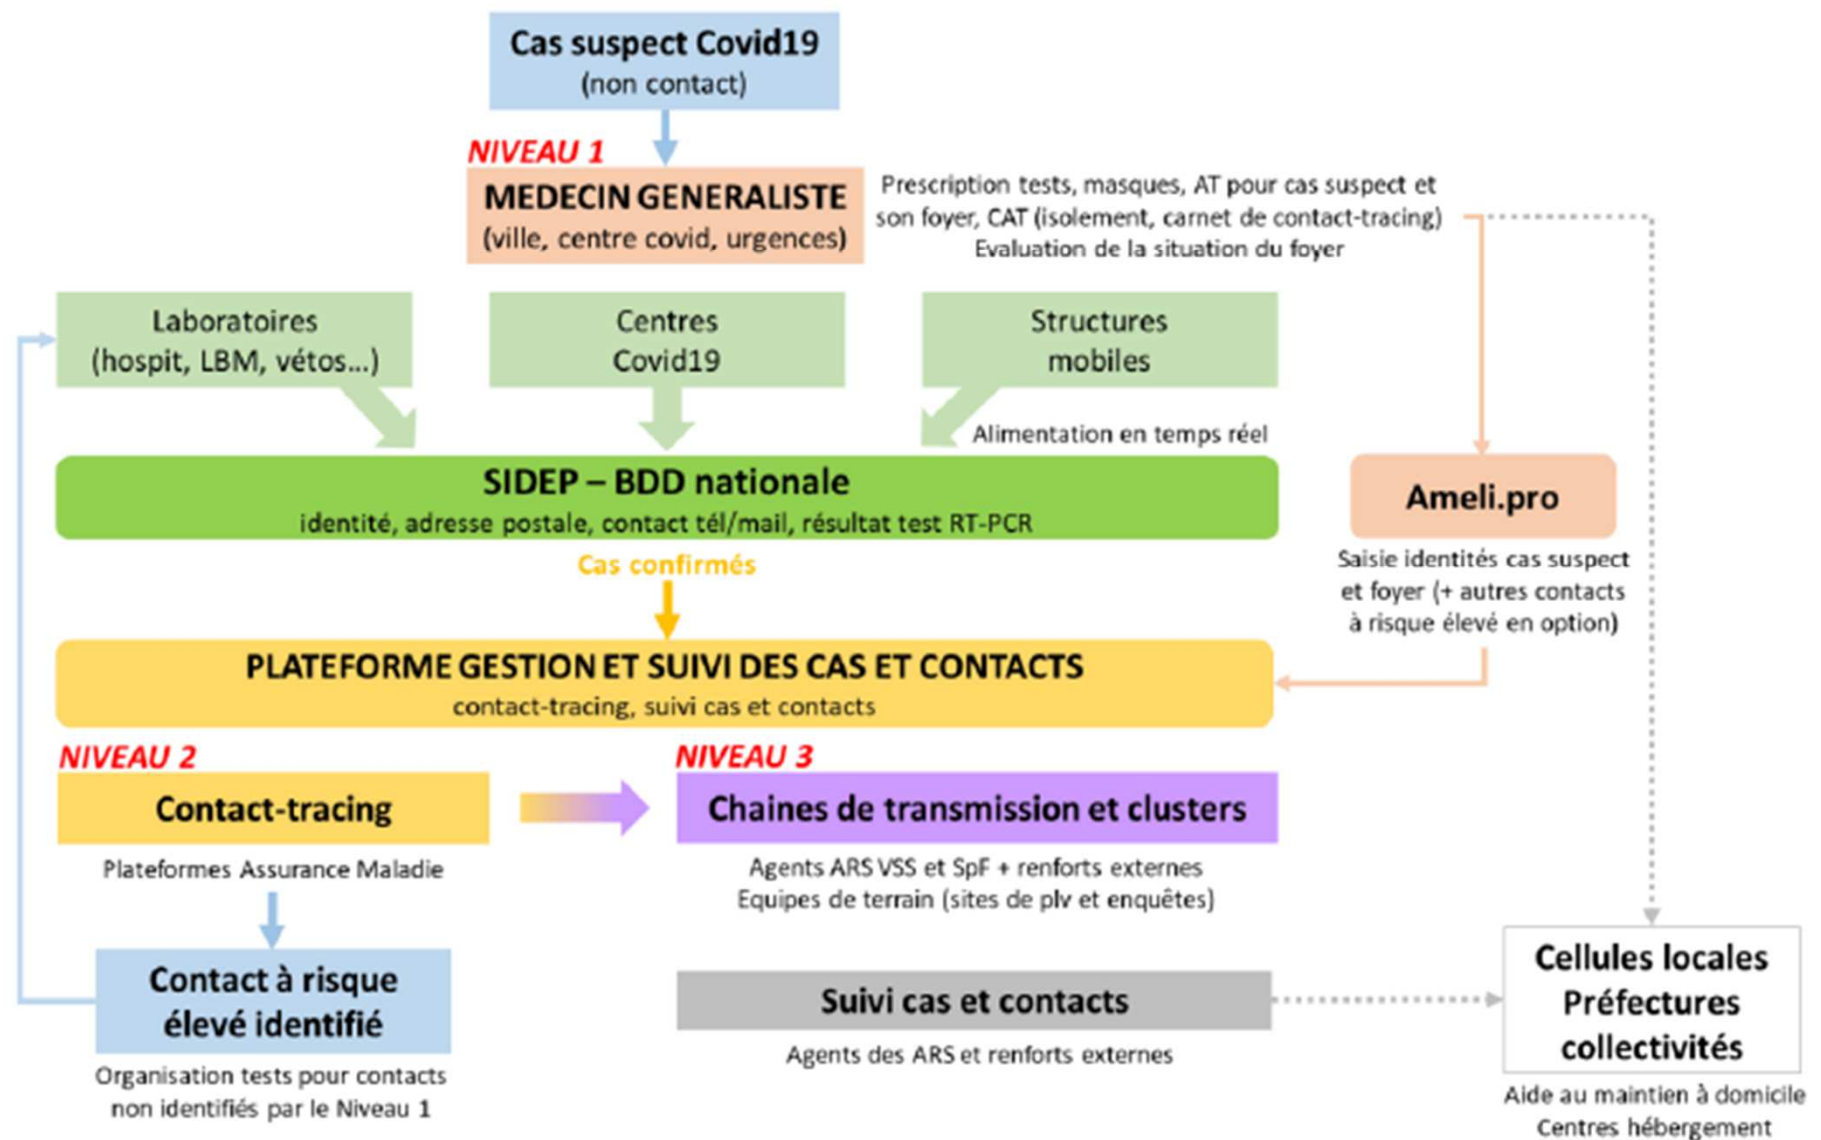 Cas suspect Covid19
(non contact)
NIVEAU 1
MEDECIN GENERALISTE
(ville, centre covid, urgences)
Prescription tests, masques, AT pour cas suspect et
son foyer, CAT (isolement, carnet de contact-tracing)
Evaluation de la situation du foyer
Laboratoires
(hospit, LBM, vétos...)
Centres
Covid19
Structures
mobiles
Alimentation en temps réel
SIDEP – BDD nationale
identité, adresse postale, contact tél/mail, résultat test RT-PCR
Ameli.pro
Saisie identités cas suspect
et foyer (+ autres contacts
à risque élevé en option)
Cas confirmés
PLATEFORME GESTION ET SUIVI DES CAS ET CONTACTS
contact-tracing, suivi cas et contacts
NIVEAU 2
Contact-tracing
Plateformes Assurance Maladie
NIVEAU 3
Chaines de transmission et clusters
Agents ARS VSS et SpF + renforts externes
Equipes de terrain (sites de plv et enquêtes)
Contact à risque
élevé identifié
Organisation tests pour contacts
non identifiés par le Niveau 1
Suivi cas et contacts
Agents des ARS et renforts externes
Cellules locales
Préfectures
collectivités
Aide au maintien à domicile
Centres hébergement